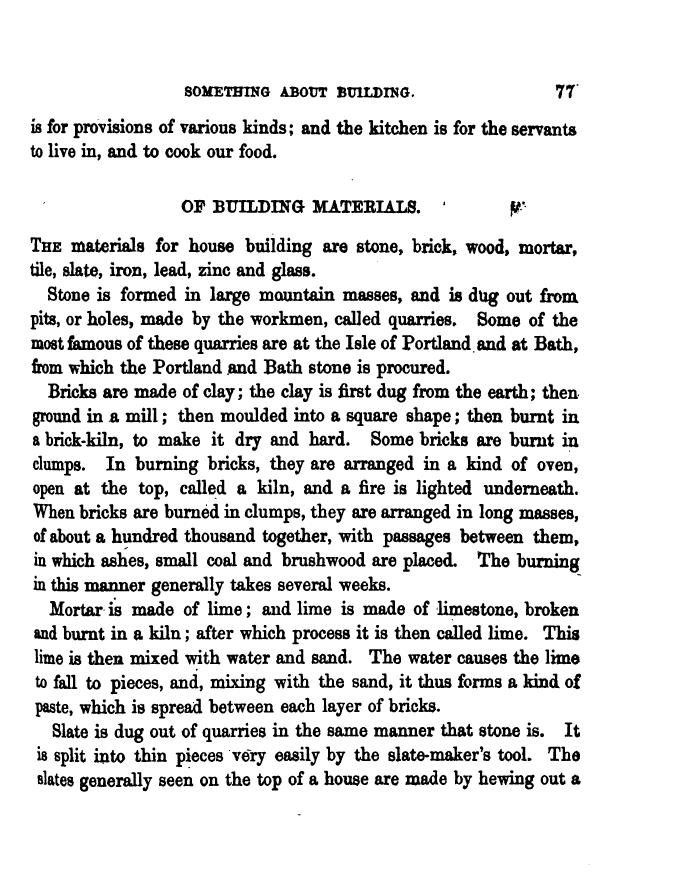 SOMETHING ABOUT BUILDING. 77
is for provisions of various kinds; and the kitchen is for the servants
to live in, and to cook our food.
OF BUILDING MATERIALS.
THE materials for house building are stone, brick, wood, mortar,
tile, slate, iron, lead, zinc and glass.
Stone is formed in large mountain masses, and is dug out from
pits, or holes, made by the workmen, called quarries. Some of the
most famous of these quarries are at the Isle of Portland and at Bath,
from which the Portland and Bath stone is procured.
Bricks are made of clay; the clay is first dug from the earth; then
ground in a mill; then moulded into a square shape; then burnt in
a brick-kiln, to make it dry and hard. Some bricks are burnt in
clumps. In burning bricks, they are arranged in a kind of oven,
open at the top, called a kiln, and a fire is lighted underneath.
When bricks are burned in clumps, they are arranged in long masses,
of about a hundred thousand together, with passages between them,
in which ashes, small coal and brushwood are placed. The burning
in this manner generally takes several weeks.
Mortar is made of lime; and lime is made of limestone, broken
and burnt in a kiln; after which process it is then called lime. This
lime is then mixed with water and sand. The water causes the lime
to fall to pieces, and, mixing with the sand, it thus forms a kind of
paste, which is spread between each layer of bricks.
Slate is dug out of quarries in the same manner that stone is. It
is split into thin pieces very easily by the slate-maker's tool. The
slates generally seen on the top of a house are made by hewing out a